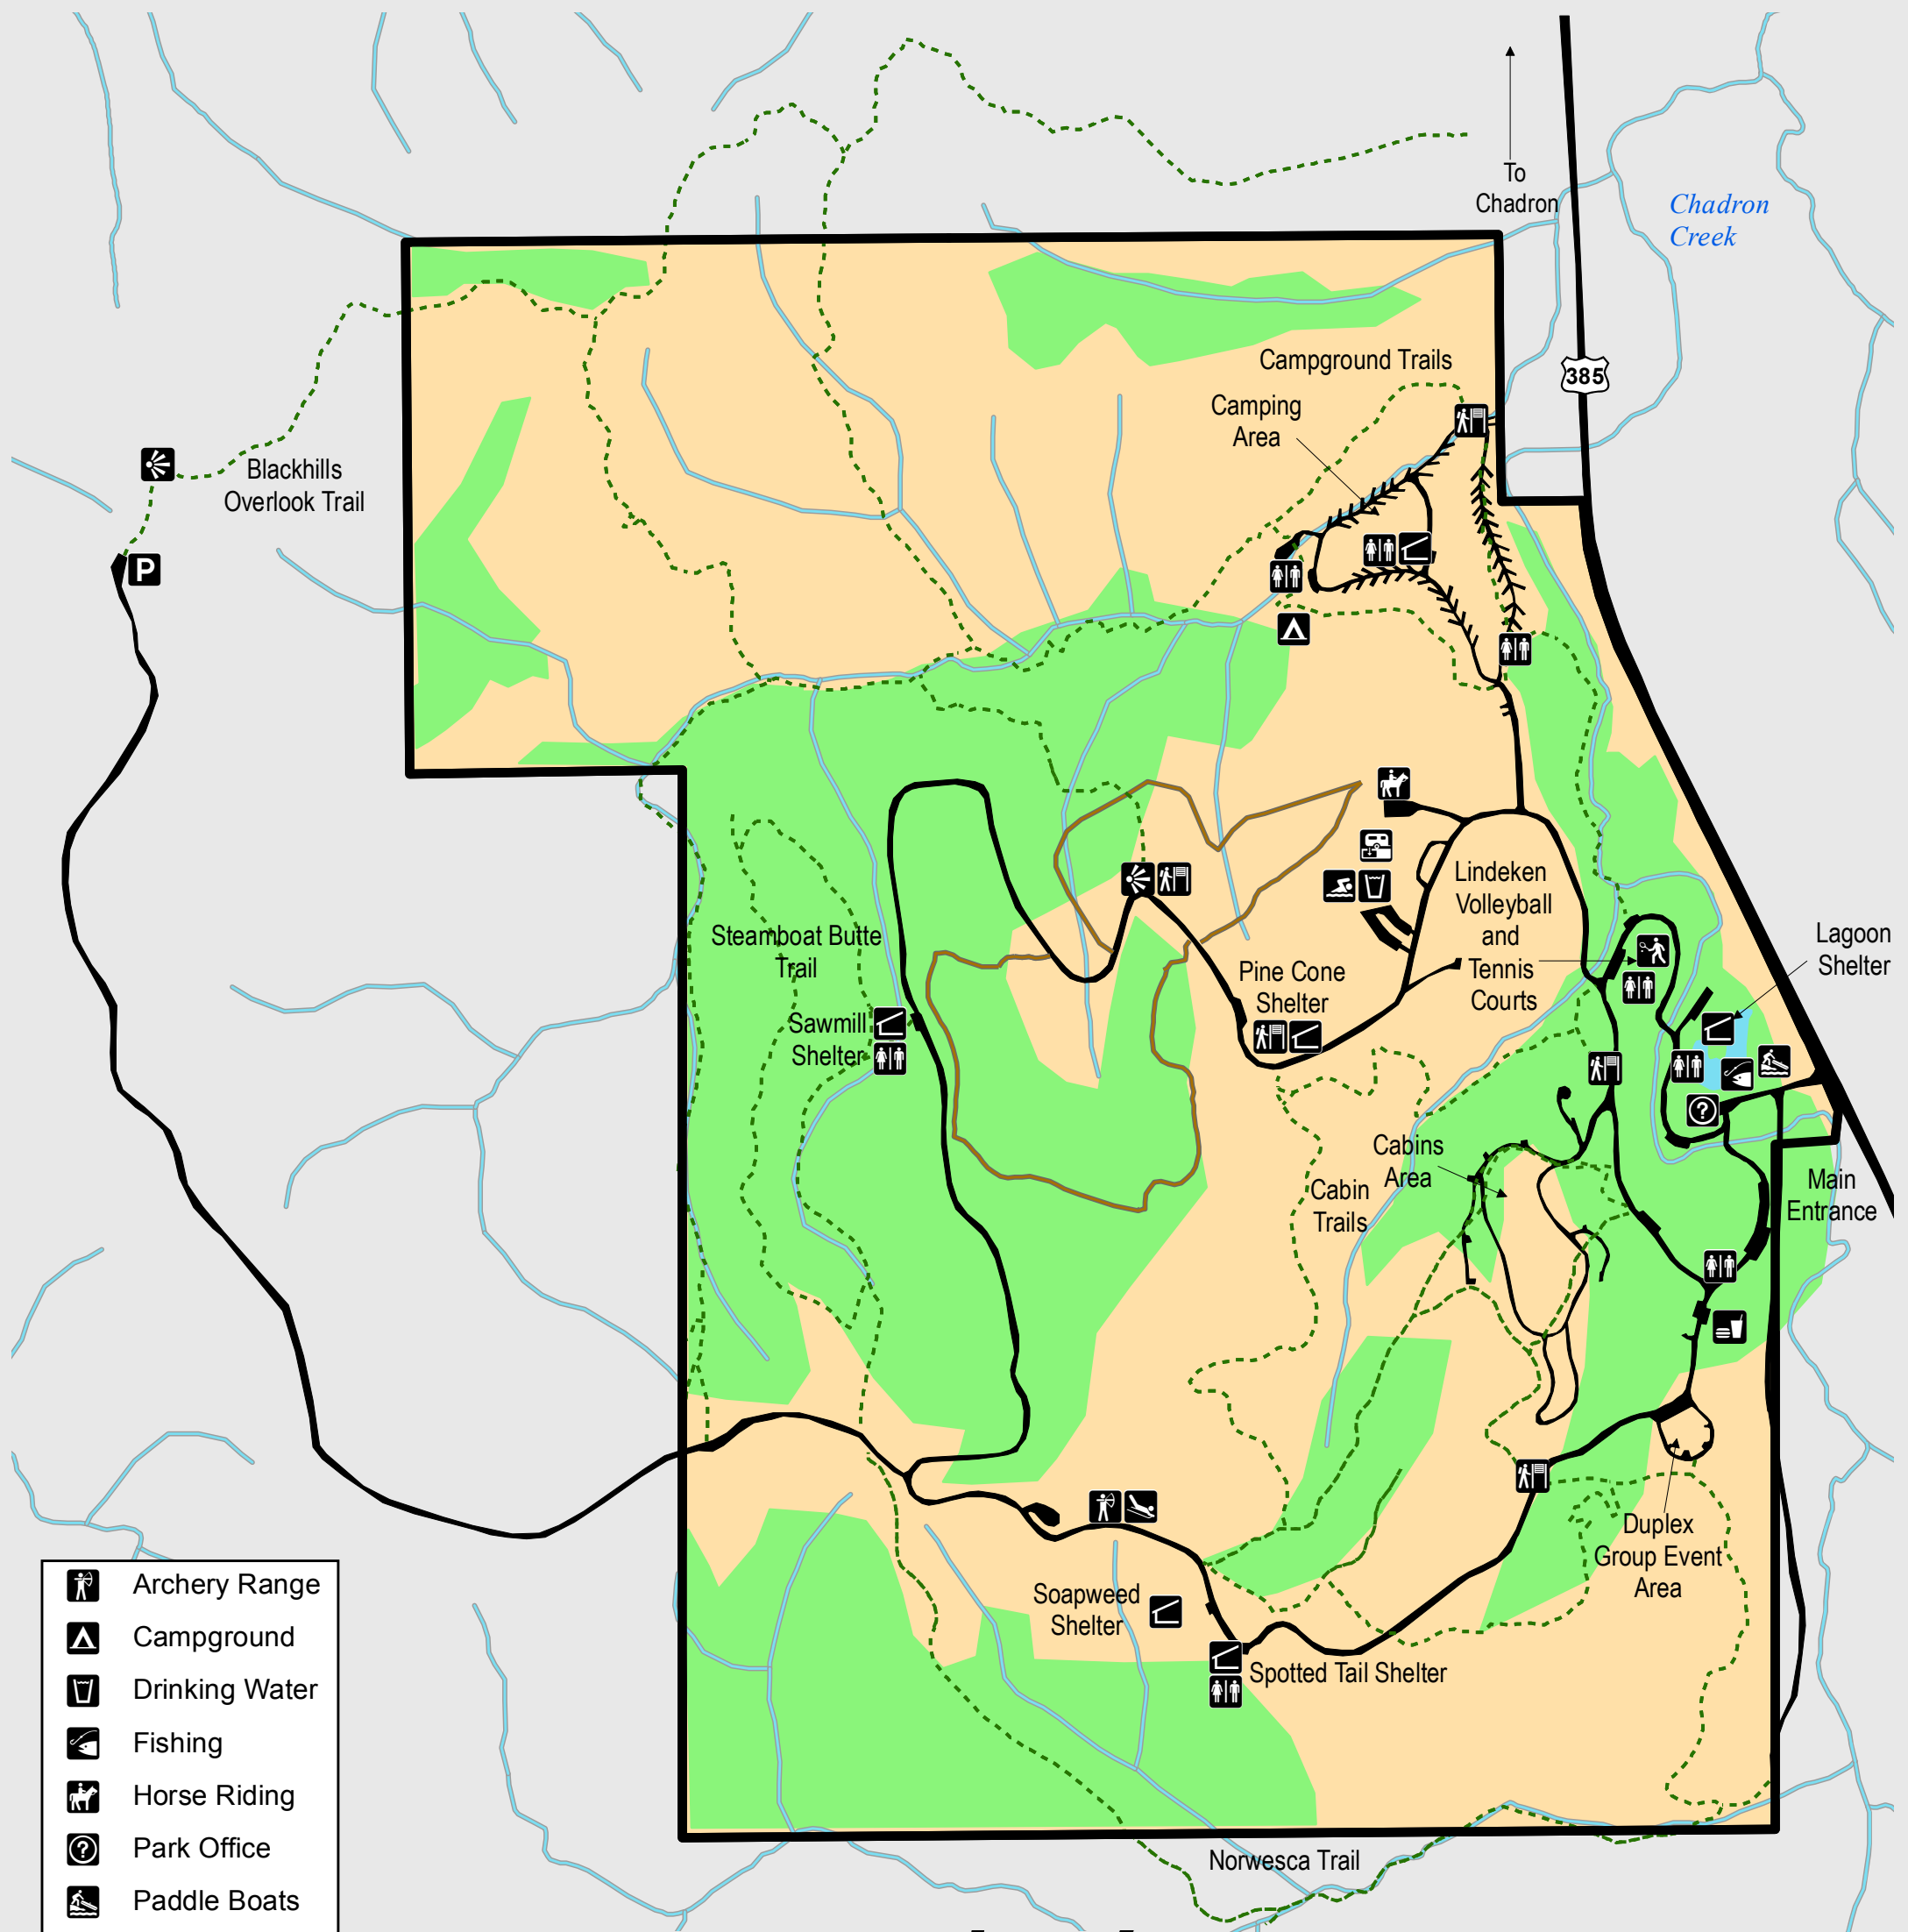 To
Chadron
Chadron
Creek
385
Campground Trails
Camping
Area
Blackhills
Overlook Trail
P
Lindeken
Volleyball
and
Tennis
Courts
Lagoon
Shelter
Steamboat Butte
Trail
Pine Cone
Shelter
Sawmill
Shelter
?
Cabins
Area
Cabin
Trails
Main
Entrance
Duplex
Group Event
Area
Soapweed
Shelter
Spotted Tail Shelter
Norwesca Trail
Archery Range
Campground
Drinking Water
Fishing
Horse Riding
? Park Office
Paddle Boats